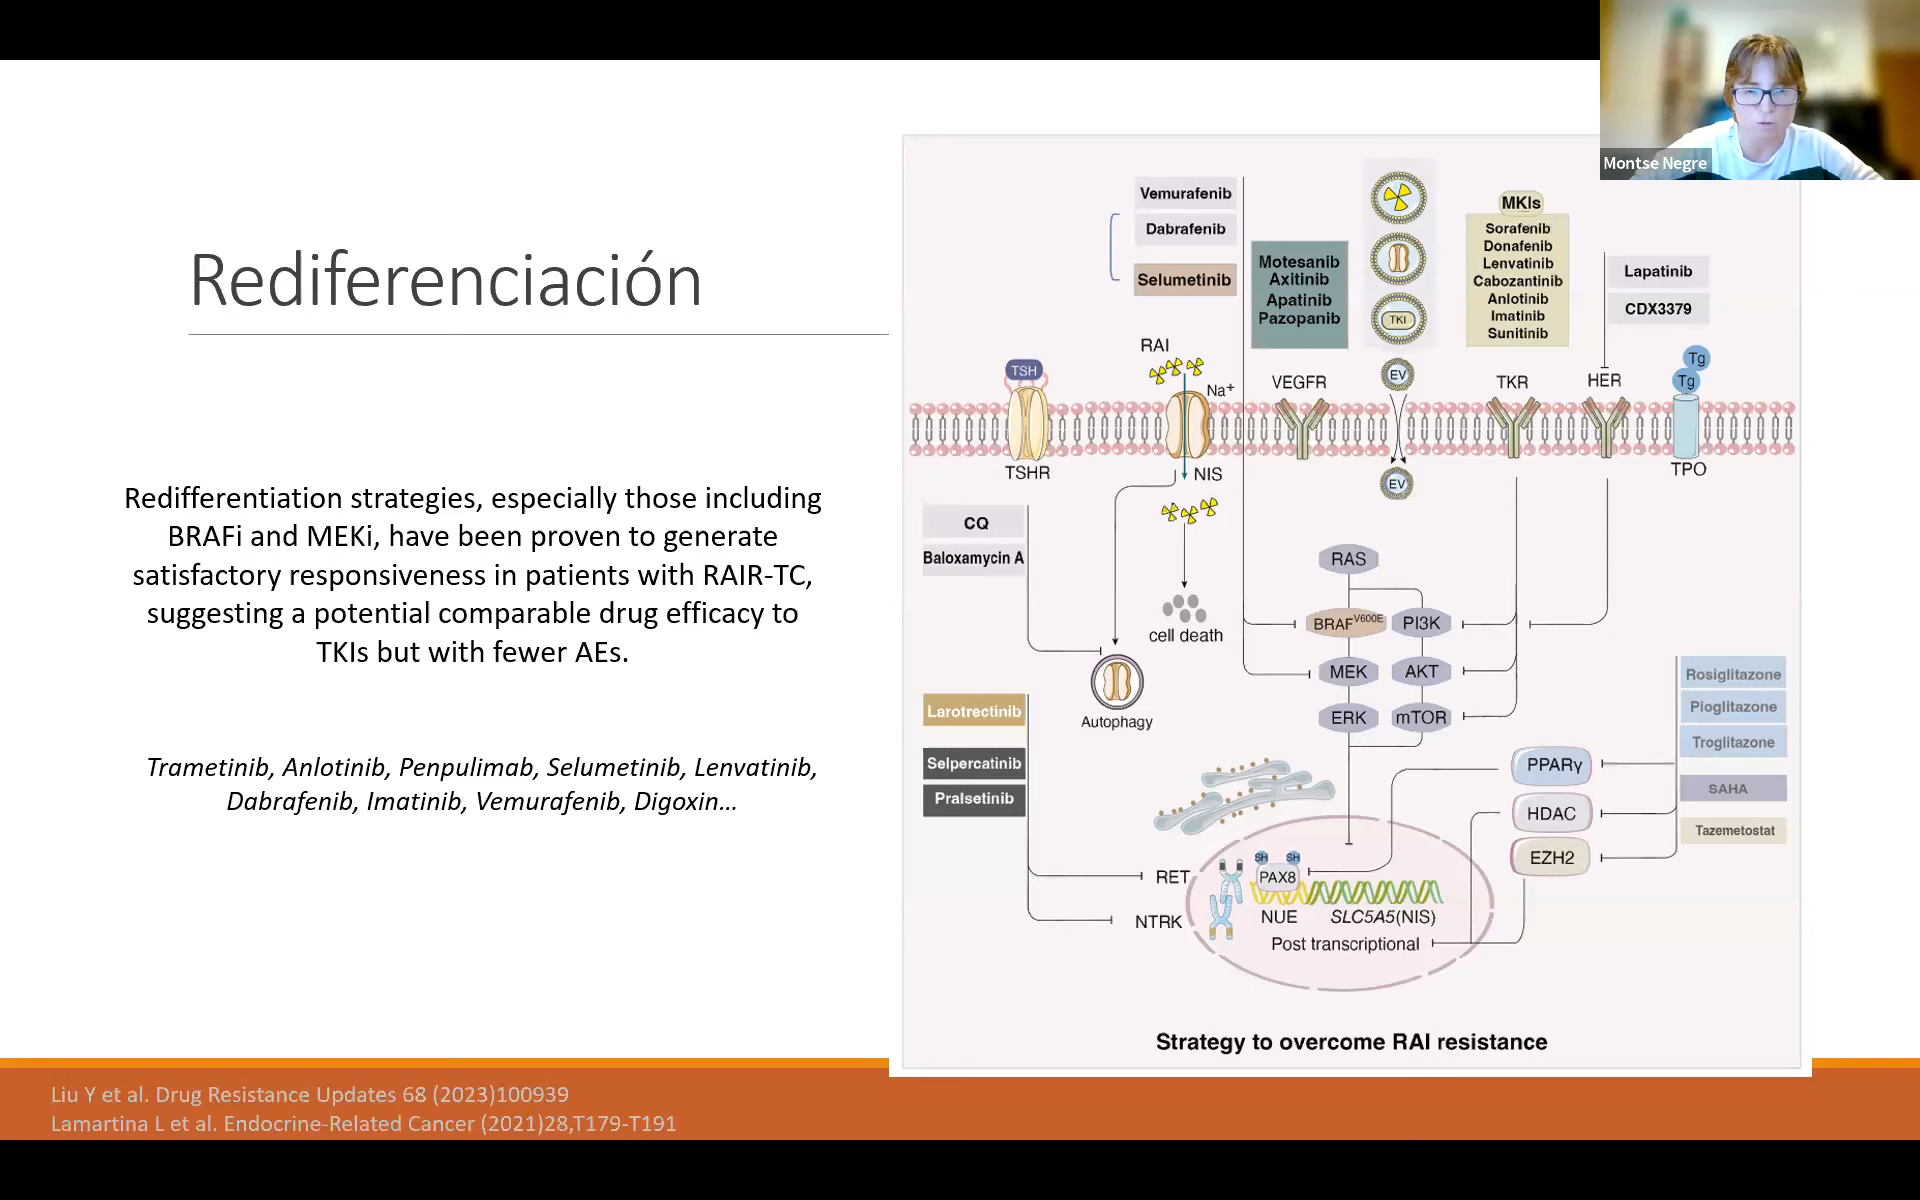 Montse Negre
Rediferenciación
Redifferentiation strategies, especially those including
BRAFi and MEKi, have been proven to generate
satisfactory responsiveness in patients with RAIR-TC,
suggesting a potential comparable drug efficacy to
TKIs but with fewer AEs.
Trametinib, Anlotinib, Penpulimab, Selumetinib, Lenvatinib,
Dabrafenib, Imatinib, Vemurafenib, Digoxin...
Vemurafenib
Dabrafenib
Selumetinib
Motesanib
Axitinib
Apatinib
Pazopanib
TKI
EV
MKIs
Sorafenib
Donafenib
Lenvatinib
Cabozantinib
Anlotinib
Imatinib
Sunitinib
Lapatinib
CDX3379
TSH
RAI
Na+
VEGFR
TKR
HER
Tg
Tg
TSHR
NIS
EV
TPO
CQ
Baloxamycin A
cell death
Autophagy
RAS
BRAFV600E
PI3K
MEK
AKT
ERK
mTOR
Larotrectinib
Selpercatinib
Pralsetinib
RET
NTRK
Rosiglitazone
Pioglitazone
Troglitazone
SAHA
Tazemetostat
PPARγ
HDAC
EZH2
SH
SH
PAX8
NUE
SLC5A5(NIS)
Post transcriptional
Strategy to overcome RAI resistance
Liu Y et al. Drug Resistance Updates 68 (2023)100939
Lamartina L et al. Endocrine-Related Cancer (2021)28,T179-T191